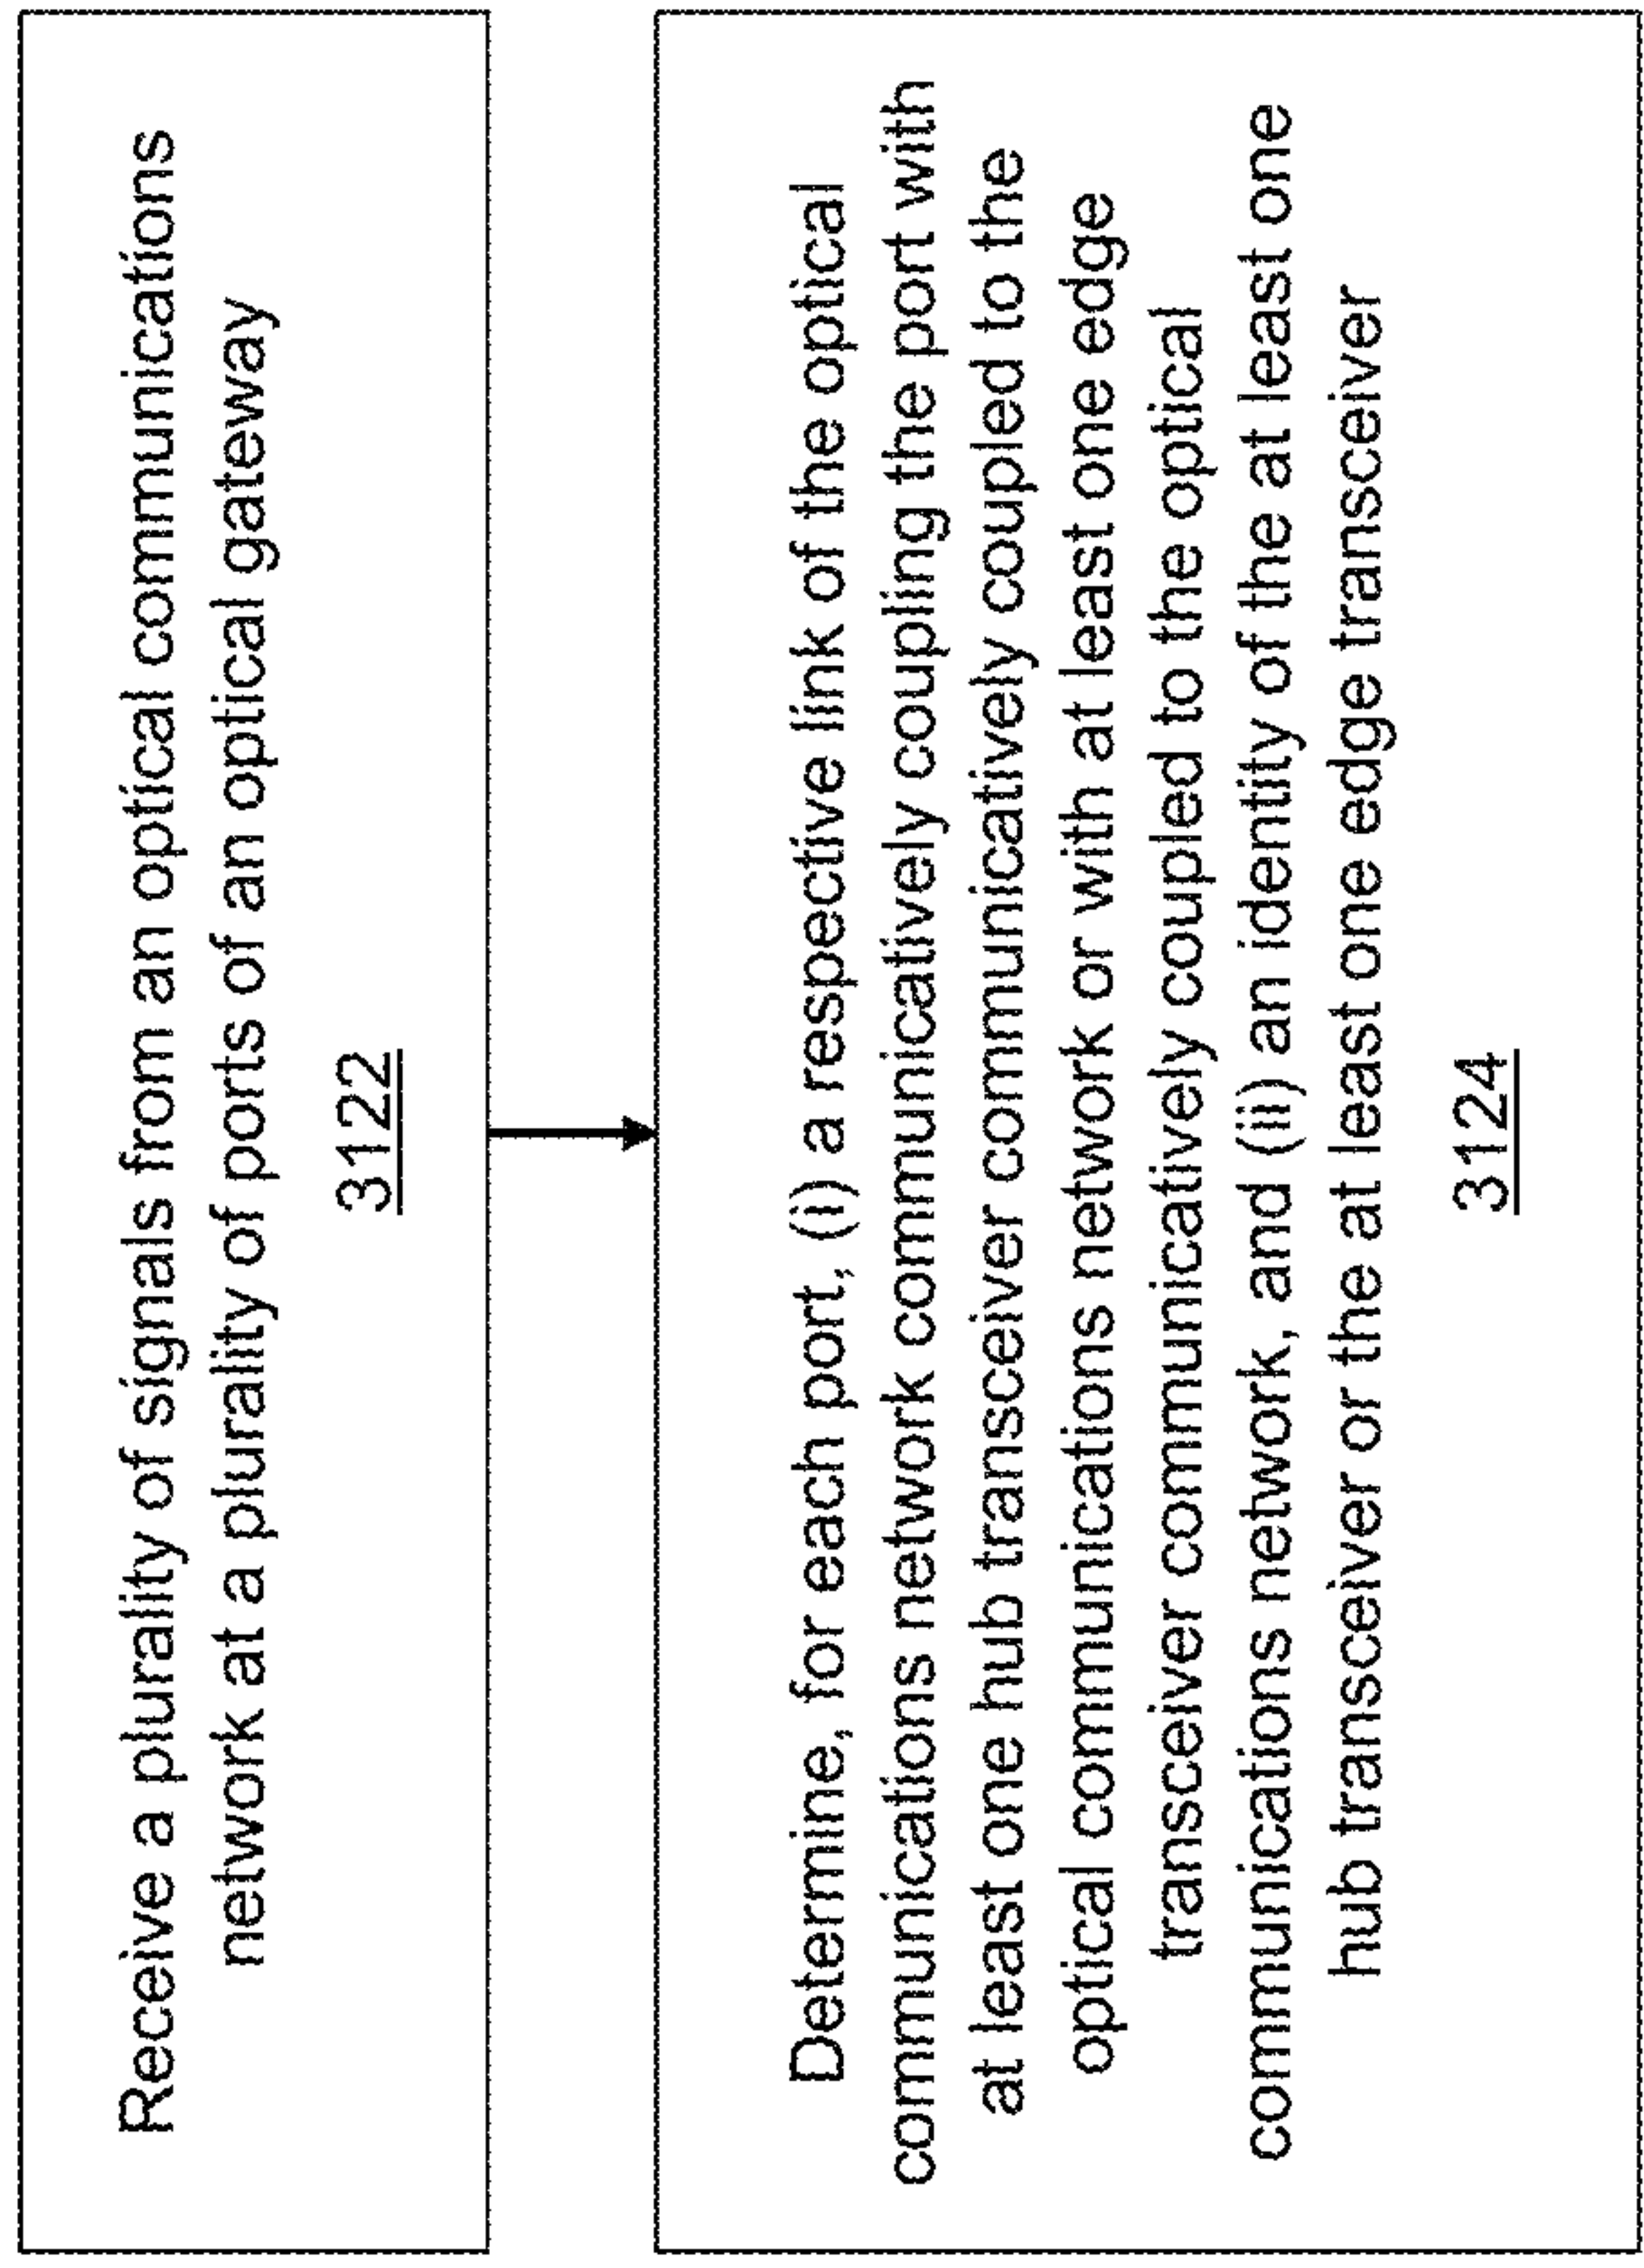 Receive a plurality of signals from an optical communications
network at a plurality of ports of an optical gateway
3122
Determine, for each port, (i) a respective link of the optical
communications network communicatively coupling the port with
at least one hub transceiver communicatively coupled to the
optical communications network or with at least one edge
transceiver communicatively coupled to the optical
communications network, and (ii) an identity of the at least one
hub transceiver or the at least one edge transceiver
3124